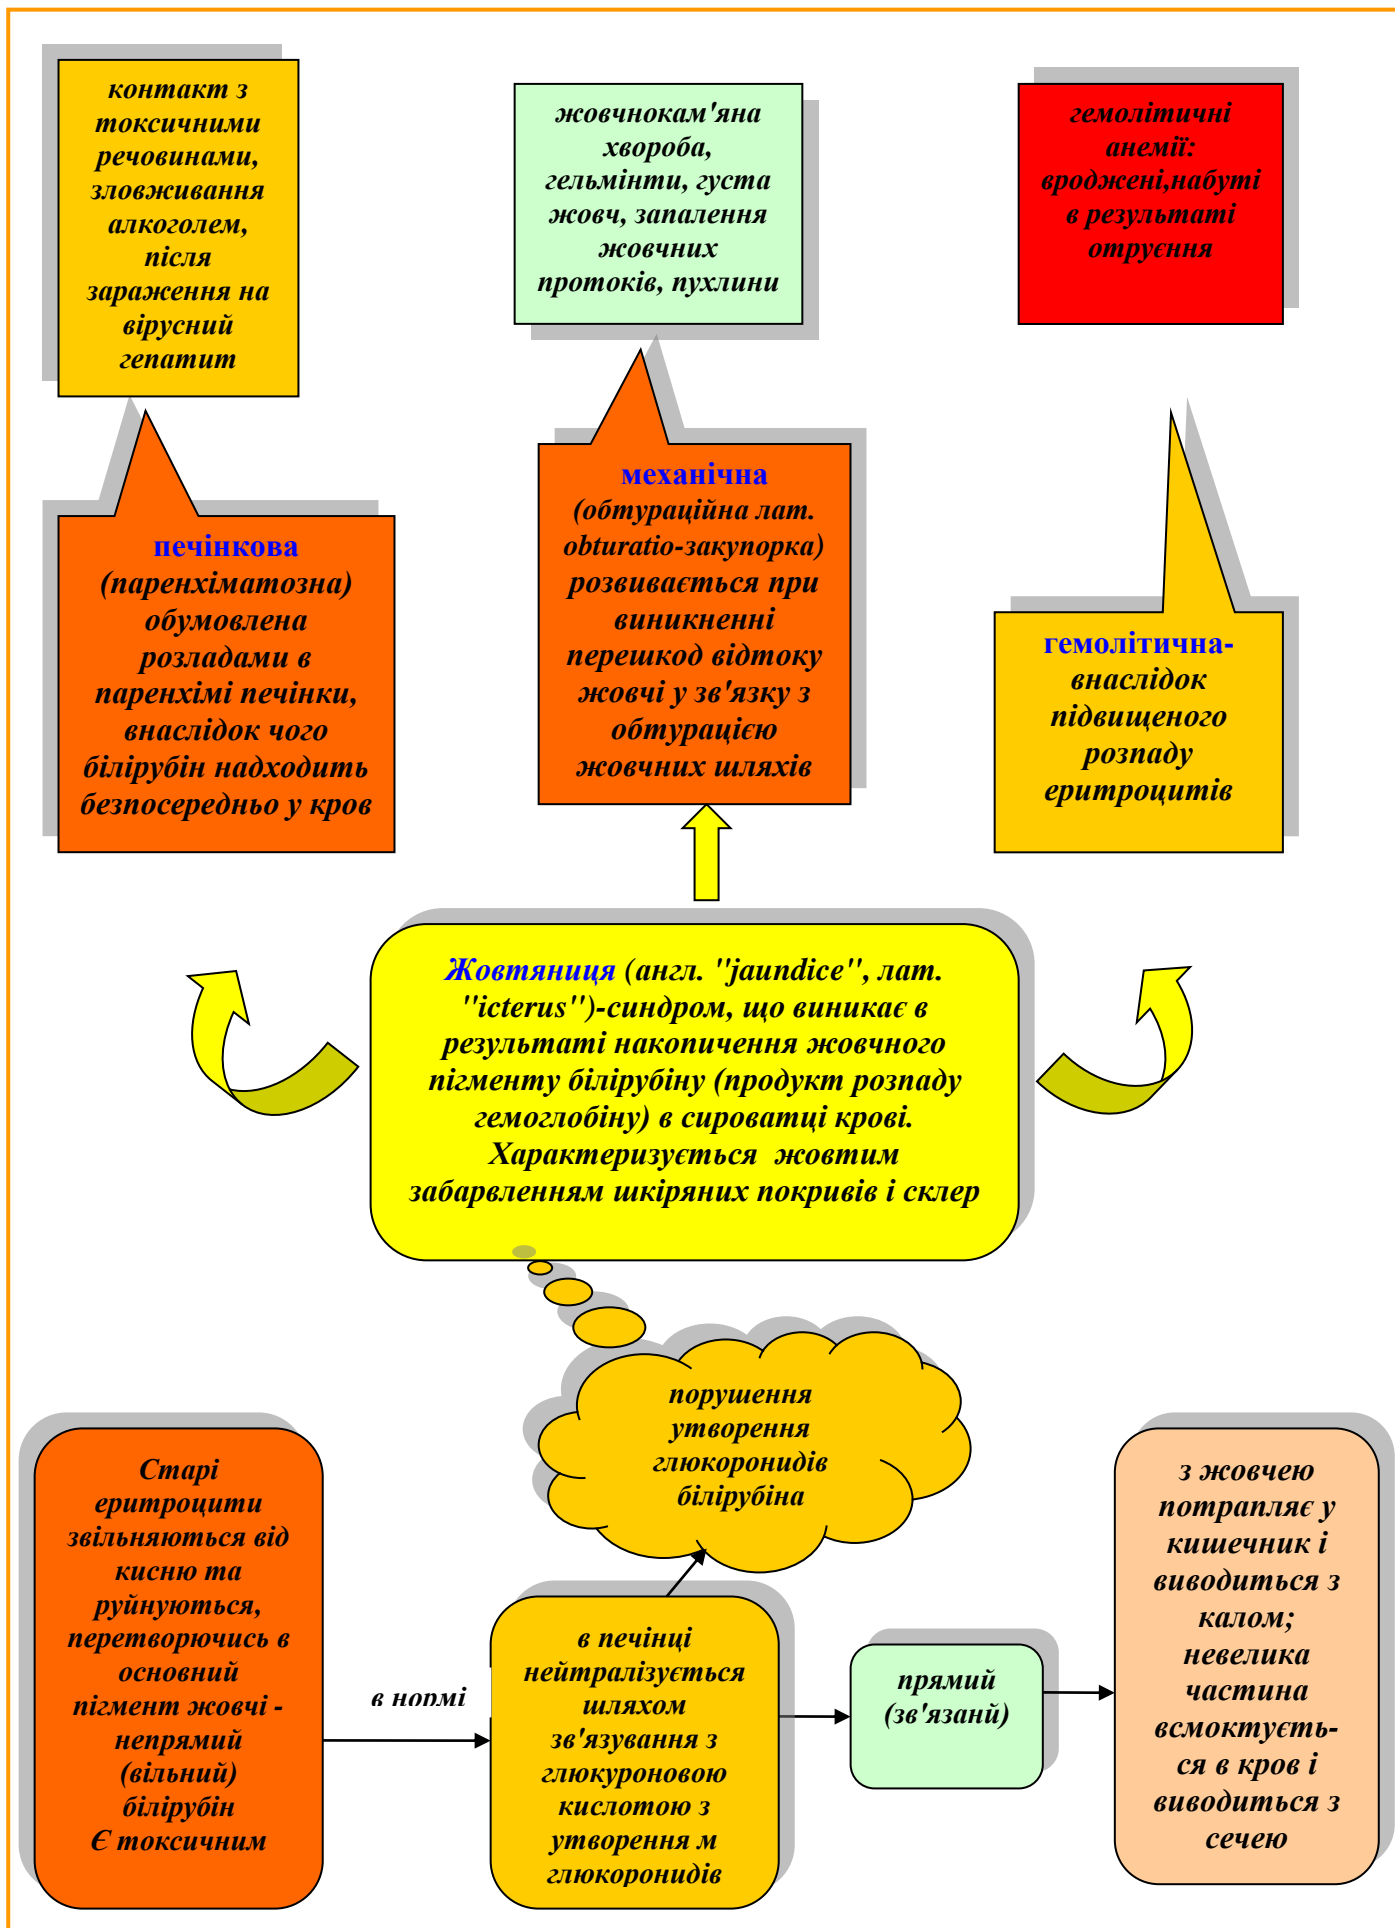 контакт з
токсичними
речовинами,
зловживання
алкоголем,
після
зараження на
вірусний
гепатит
жовчнокам'яна
хвороба,
гельмінти, густа
жовч, запалення
жовчних
протоків, пухлини
гемолітичні
анемії:
вроджені,набуті
в результаті
отруєння
печінкова
(паренхіматозна)
обумовлена
розладами в
паренхімі печінки,
внаслідок чого
білірубін надходить
безпосередньо у кров
механічна
(обтураційна лат.
obturatio-закупорка)
розвивається при
виникненні
перешкод відтоку
жовчі у зв'язку з
обтурацією
жовчних шляхів
гемолітична-
внаслідок
підвищеного
розпаду
еритроцитів
Жовтяниця (англ. "jaundice", лат.
"icterus")-синдром, що виникає в
результаті накопичення жовчного
пігменту білірубіну (продукт розпаду
гемоглобіну) в сироватці крові.
Характеризується жовтим
забарвленням шкіряних покривів і склер
порушення
утворення
глюкоронидів
білірубіна
Старі
еритроцити
звільняються від
кисню та
руйнуються,
перетворючись в
основний
пігмент жовчі -
непрямий
(вільний)
білірубін
Є токсичним
в нормі
в печінці
нейтралізується
шляхом
зв'язування з
глюкуроновою
кислотою з
утворення м
глюкоронидів
прямий
(зв'язанй)
з жовчею
потрапляє у
кишечник і
виводиться з
калом;
невелика
частина
всмоктуєть-
ся в кров і
виводиться з
сечею